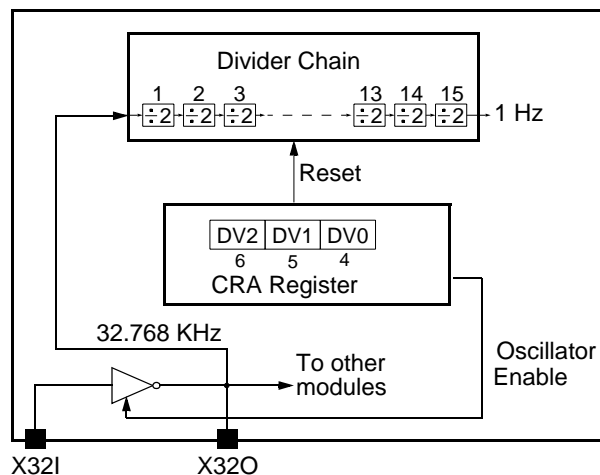 Divider Chain
1 2 3 13 14 15
÷2 ÷2 ÷2 ÷2 ÷2 ÷2 1 Hz
Reset
DV2 DV1 DV0
6 5 4
CRA Register
32.768 KHz
To other
modules
Oscillator
Enable
X32I X32O